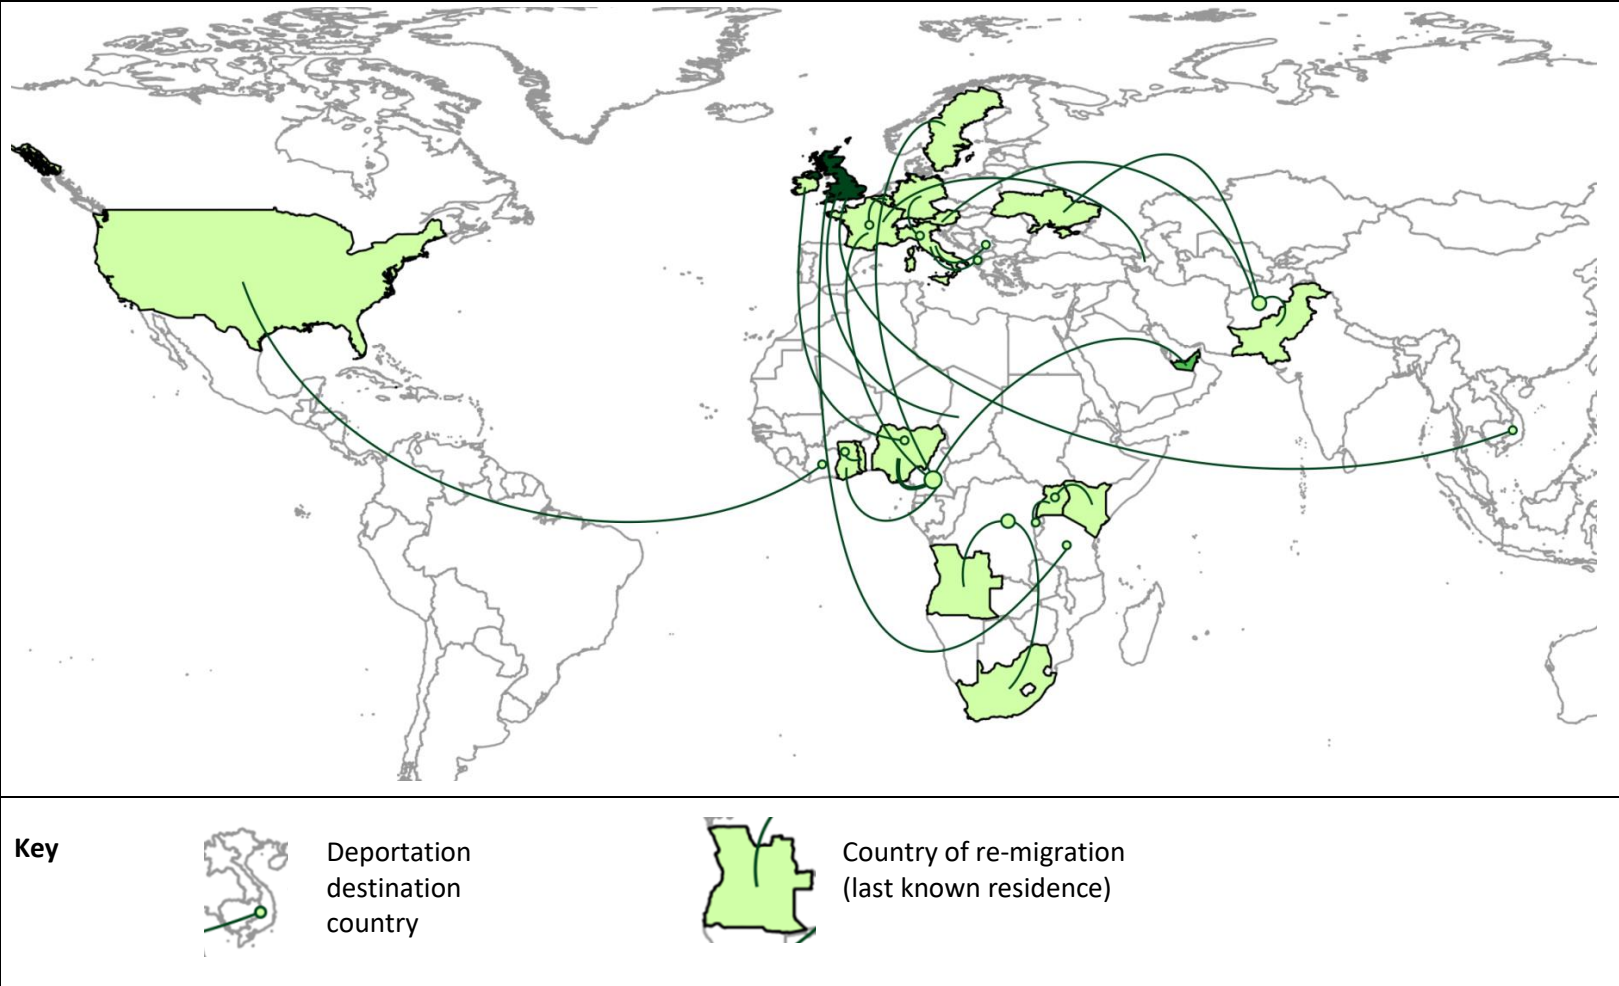 Key
Deportation
destination
country
Country of re-migration
(last known residence)